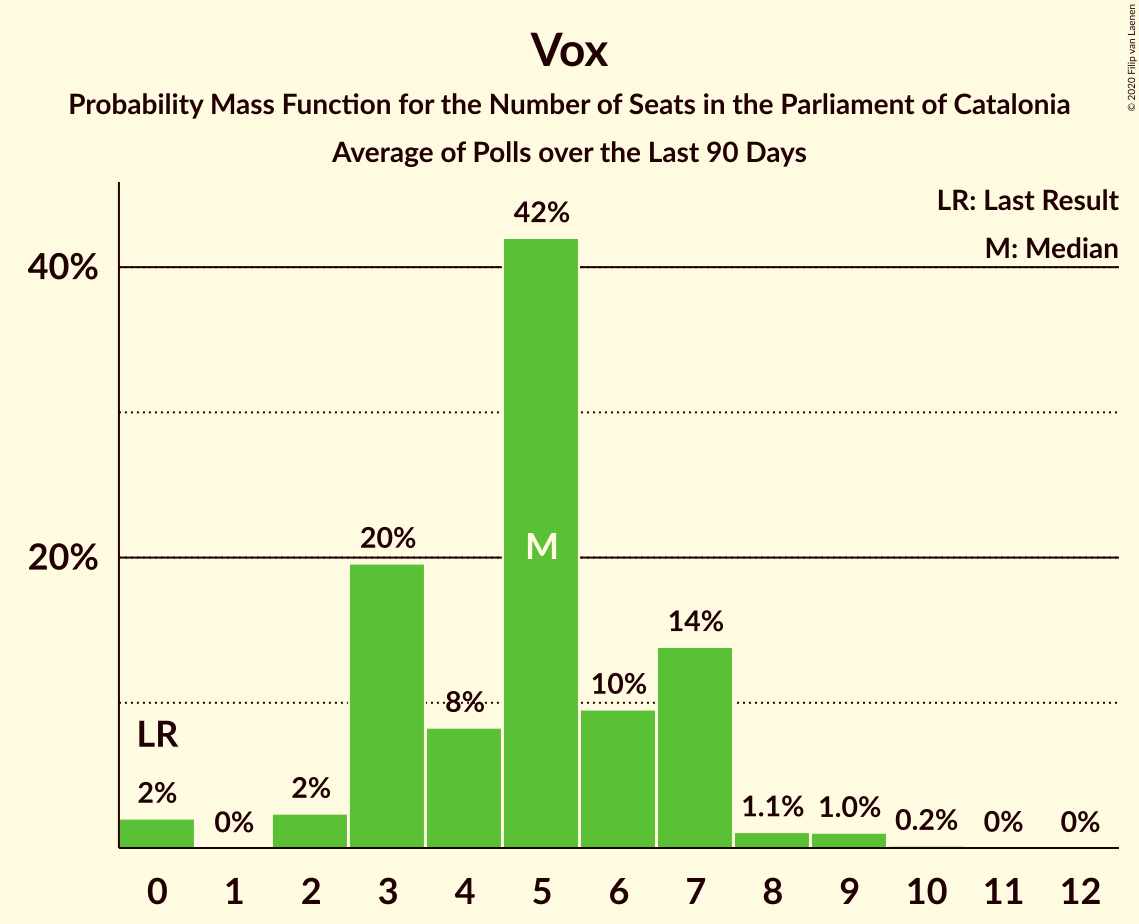 © 2020 Filip van Laenen
Vox
Probability Mass Function for the Number of Seats in the Parliament of Catalonia
Average of Polls over the Last 90 Days
LR: Last Result
M: Median
40%
20%
LR
M
2%
0%
2%
20%
8%
42%
10%
14%
1.1%
1.0%
0.2%
0%
0%
0 1 2 3 4 5 6 7 8 9 10 11 12